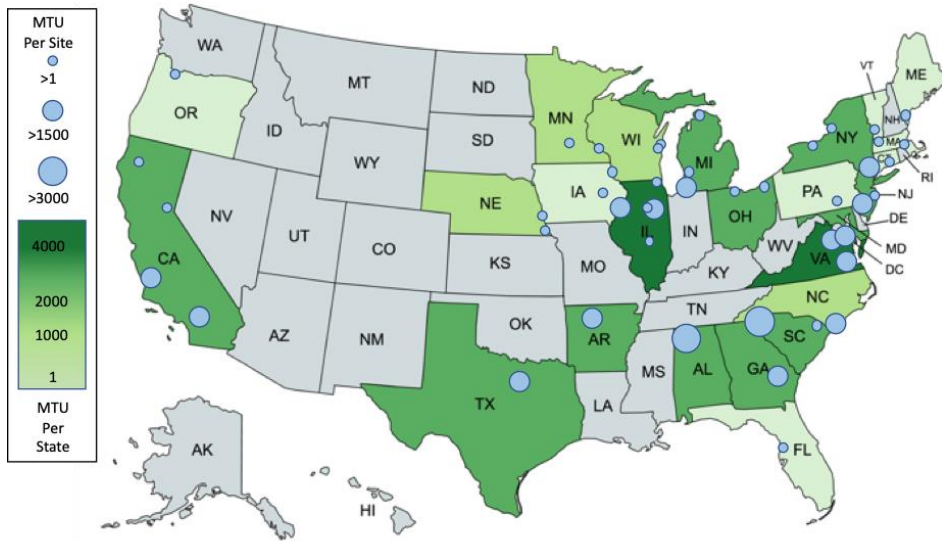 MTU
Per Site
>1
>1500
>3000
4000
2000
1000
1
MTU
Per
State
WA
MT
ND
MN
VT
ME
OR
ID
SD
WI
NH
NY
MA
WY
MI
CT
RI
IA
PA
NE
NJ
NV
OH
DE
UT
IL
IN
CO
WV
MD
CA
KS
MO
VA
KY
DC
NC
TN
AZ
NM
OK
AR
SC
MS
AL
GA
TX
LA
AK
FL
HI